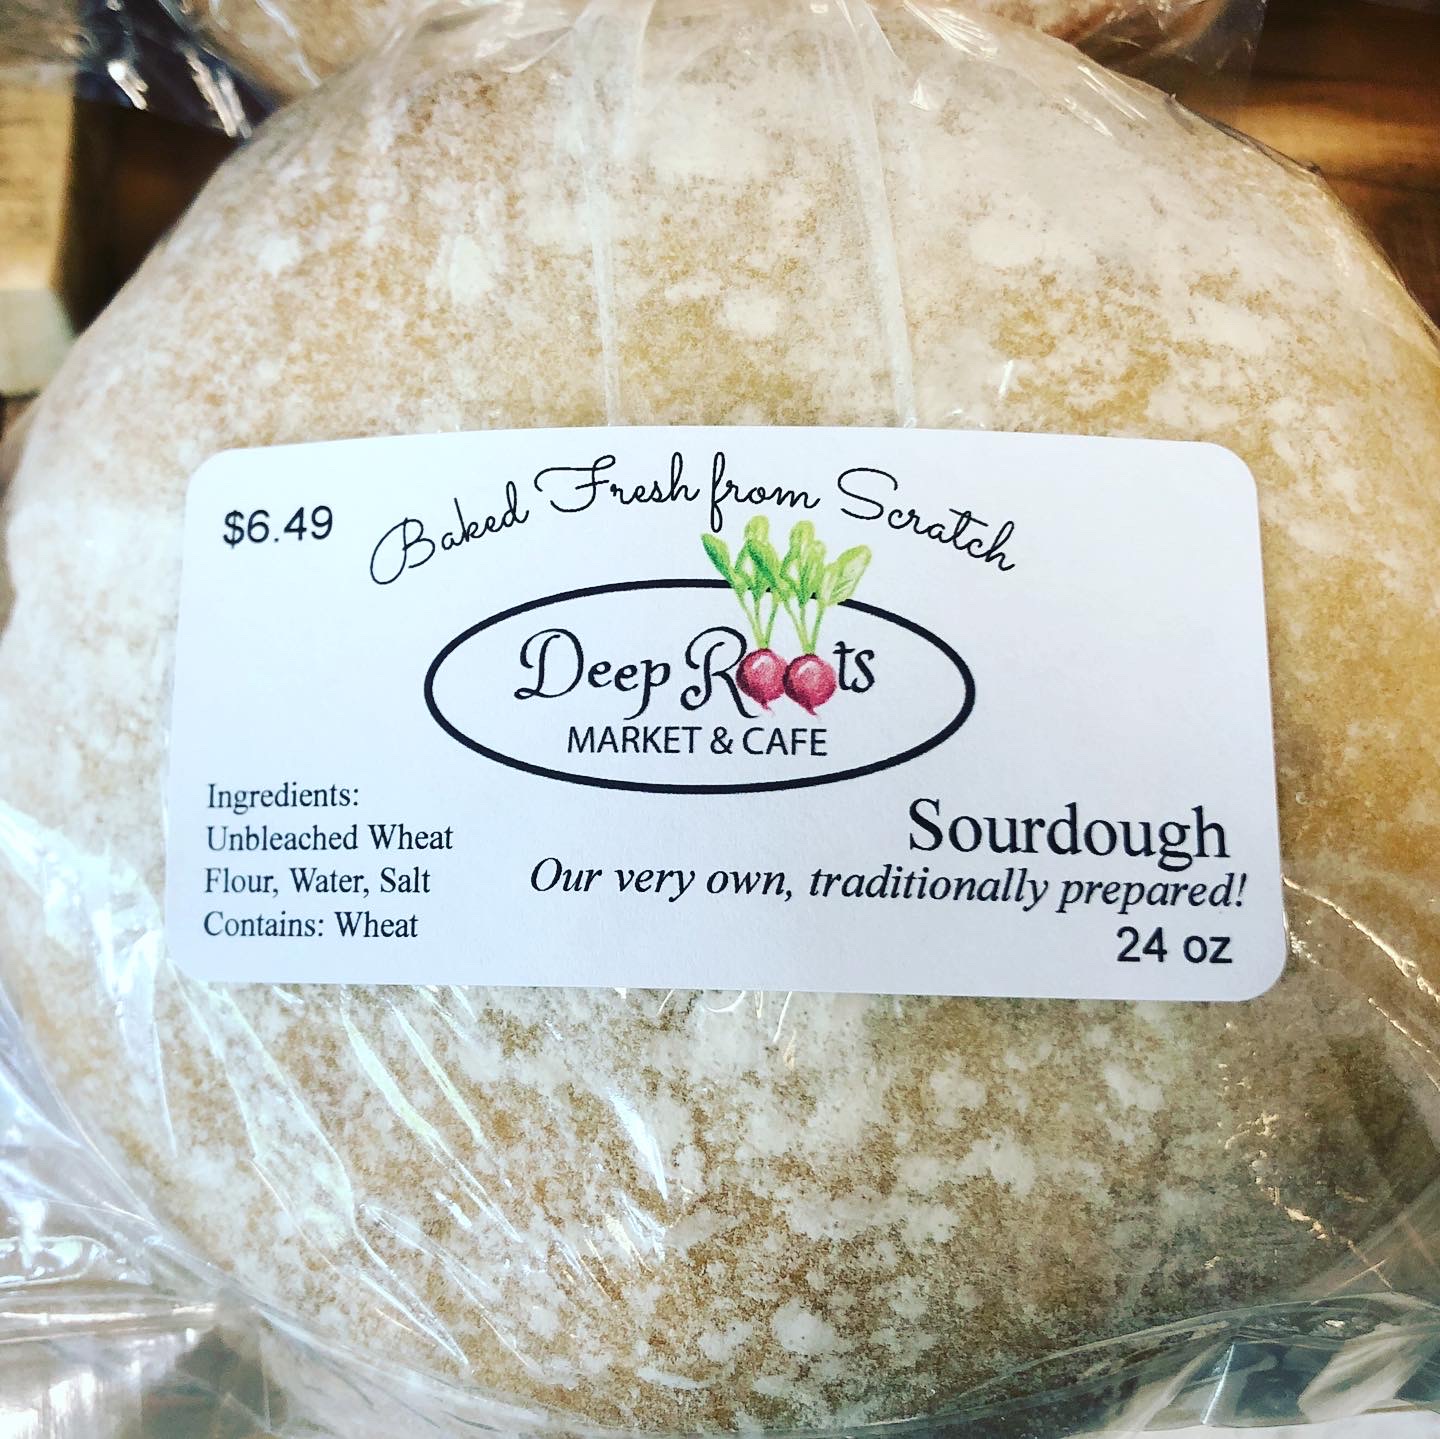 $6.49
Baked Fresh from Scratch
Deep Roots
MARKET & CAFE
Ingredients:
Unbleached Wheat
Flour, Water, Salt
Contains: Wheat
Sourdough
Our very own, traditionally prepared!
24 oz